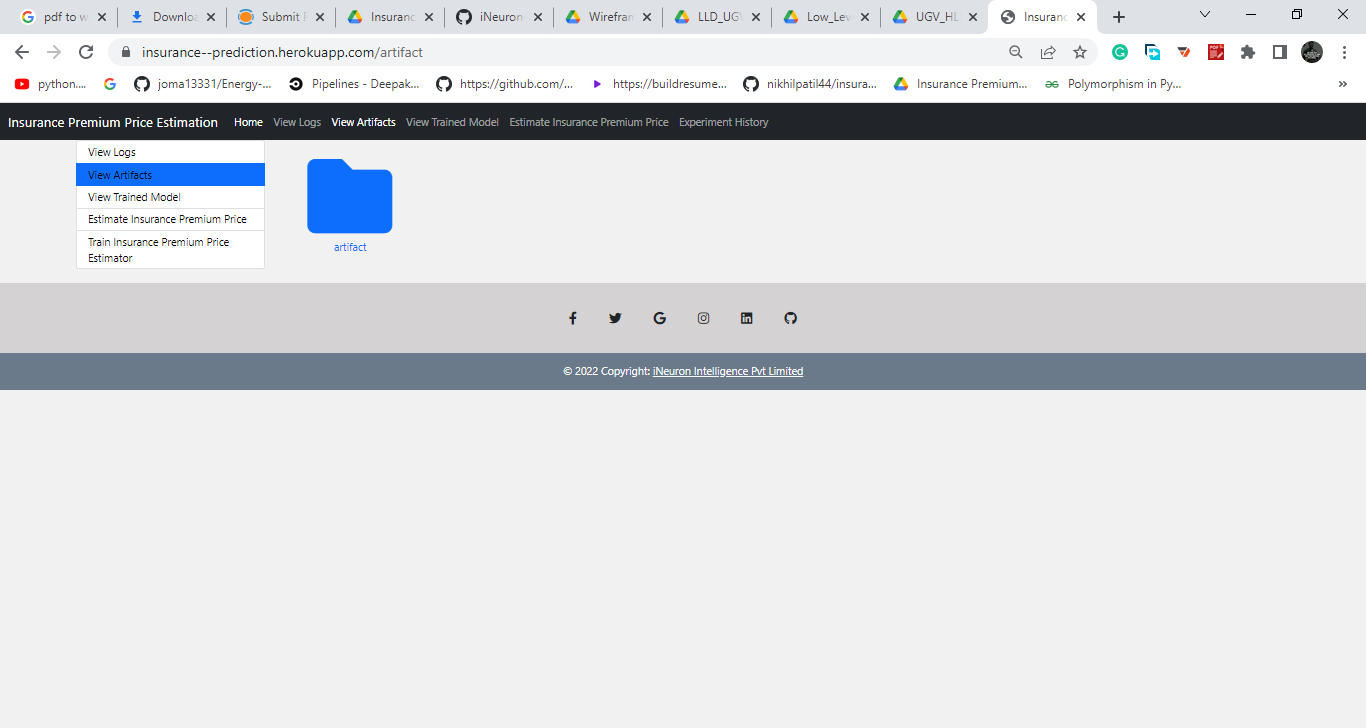 pdf to w
Downloa
Submit P
Insuranc
iNeuron
Wirefran
LLD_UGV
Low_Lev
UGV_HL
Insuranc
insurance--prediction.herokuapp.com/artifact
python....
joma13331/Energy-...
Pipelines - Deepak...
https://github.com/...
https://buildresume...
nikhilpatil44/insura...
Insurance Premium...
Polymorphism in Py...
»
Insurance Premium Price Estimation Home View Logs View Artifacts View Trained Model Estimate Insurance Premium Price Experiment History
View Logs
View Artifacts
View Trained Model
Estimate Insurance Premium Price
Train Insurance Premium Price
Estimator
artifact
© 2022 Copyright: iNeuron Intelligence Pvt Limited